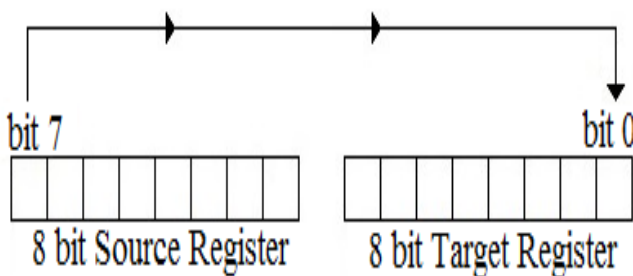 bit 7
bit 0
8 bit Source Register
8 bit Target Register